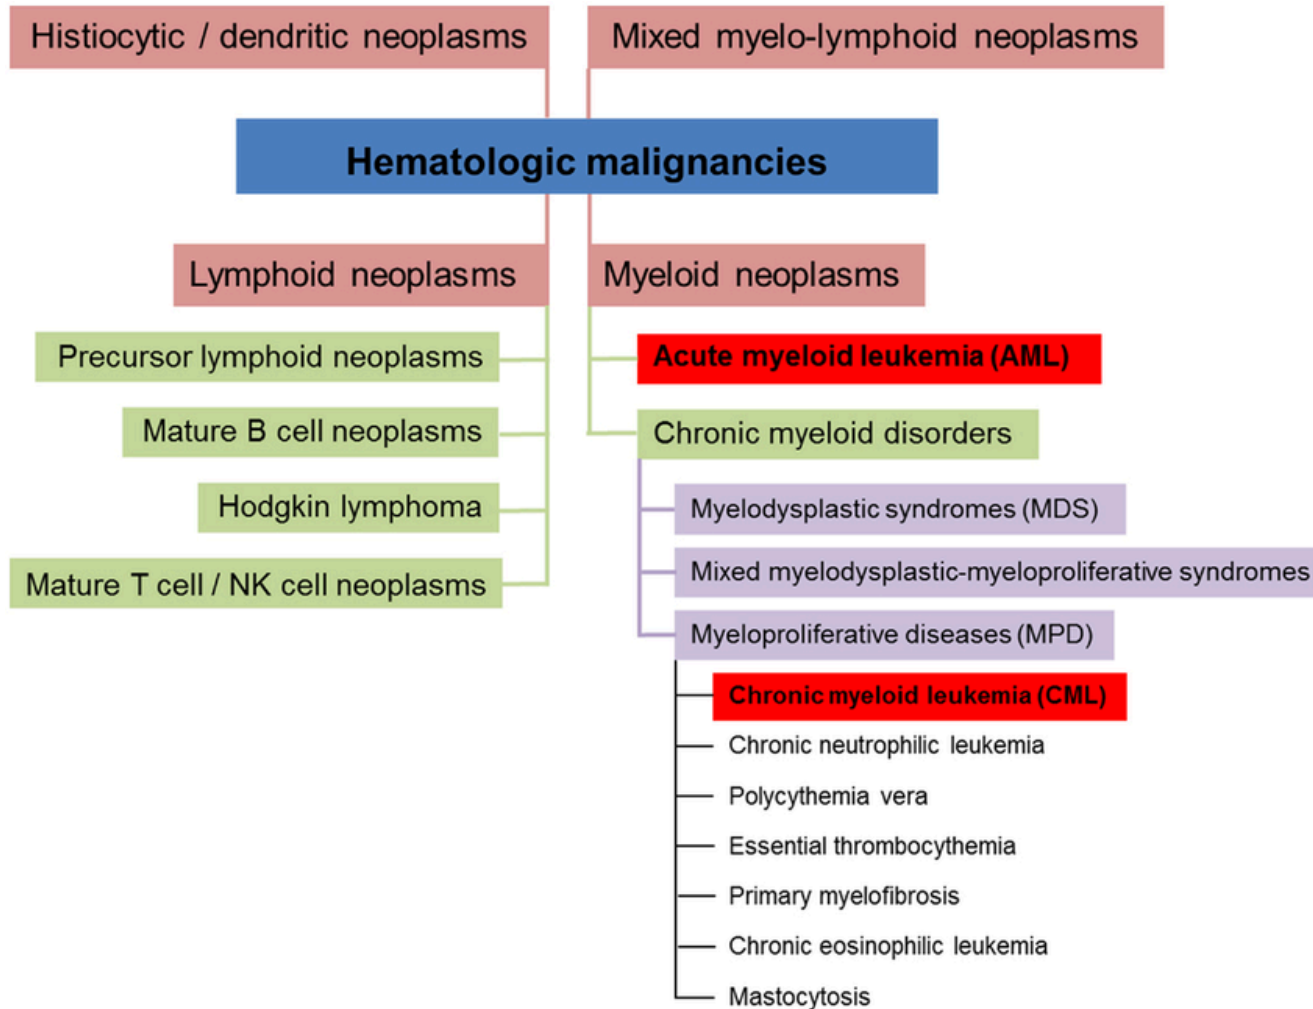 Histiocytic / dendritic neoplasms
Mixed myelo-lymphoid neoplasms
Hematologic malignancies
Lymphoid neoplasms
Myeloid neoplasms
Precursor lymphoid neoplasms
Mature B cell neoplasms
Hodgkin lymphoma
Mature T cell / NK cell neoplasms
Acute myeloid leukemia (AML)
Chronic myeloid disorders
Myelodysplastic syndromes (MDS)
Mixed myelodysplastic-myeloproliferative syndromes
Myeloproliferative diseases (MPD)
Chronic myeloid leukemia (CML)
Chronic neutrophilic leukemia
Polycythemia vera
Essential thrombocythemia
Primary myelofibrosis
Chronic eosinophilic leukemia
Mastocytosis